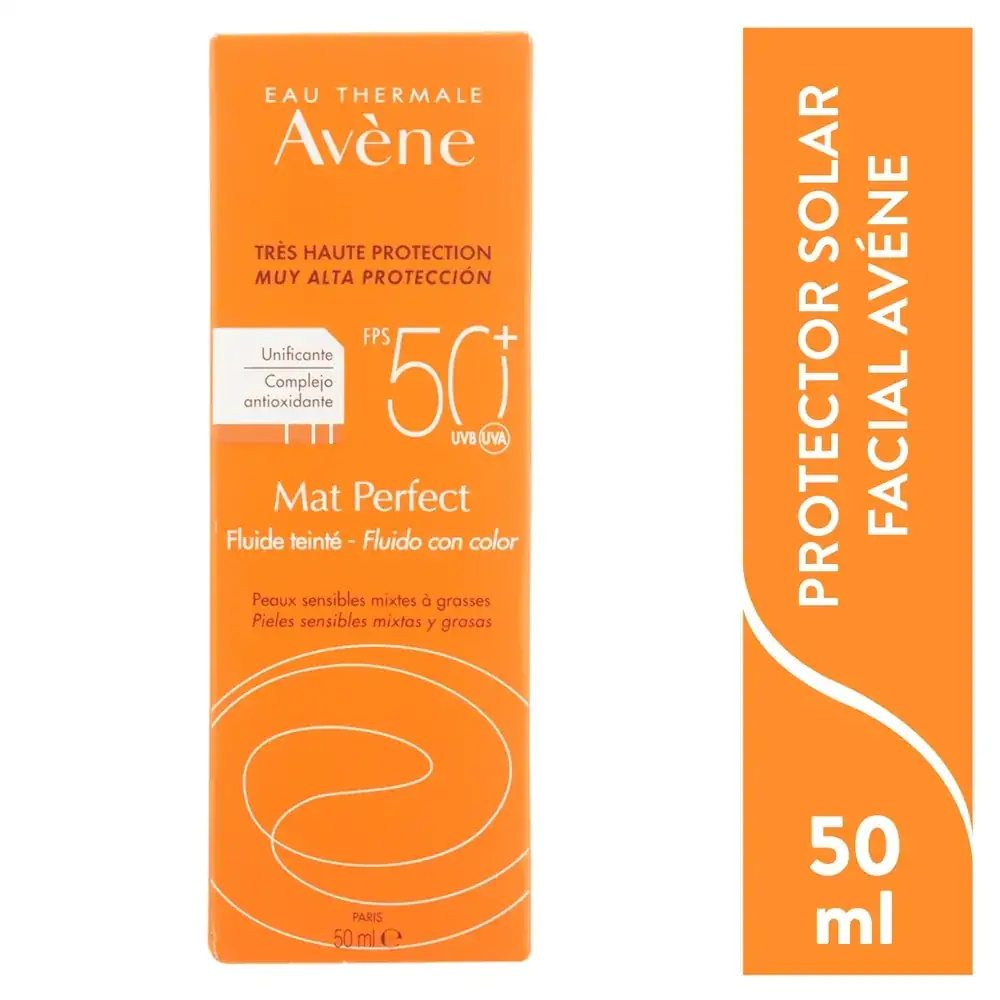 EAU THERMALE
Avène
TRÈS HAUTE PROTECTION
MUY ALTA PROTECCIÓN
Unificante
Complejo
antioxidante
FPS 50+
UVB UVA
Mat Perfect
Fluide teinté - Fluido con color
Peaux sensibles mixtes à grasses
Pieles sensibles mixtas y grasas
PARIS
50 ml ℮
PROTECTOR SOLAR
FACIAL AVÉNE
50
ml